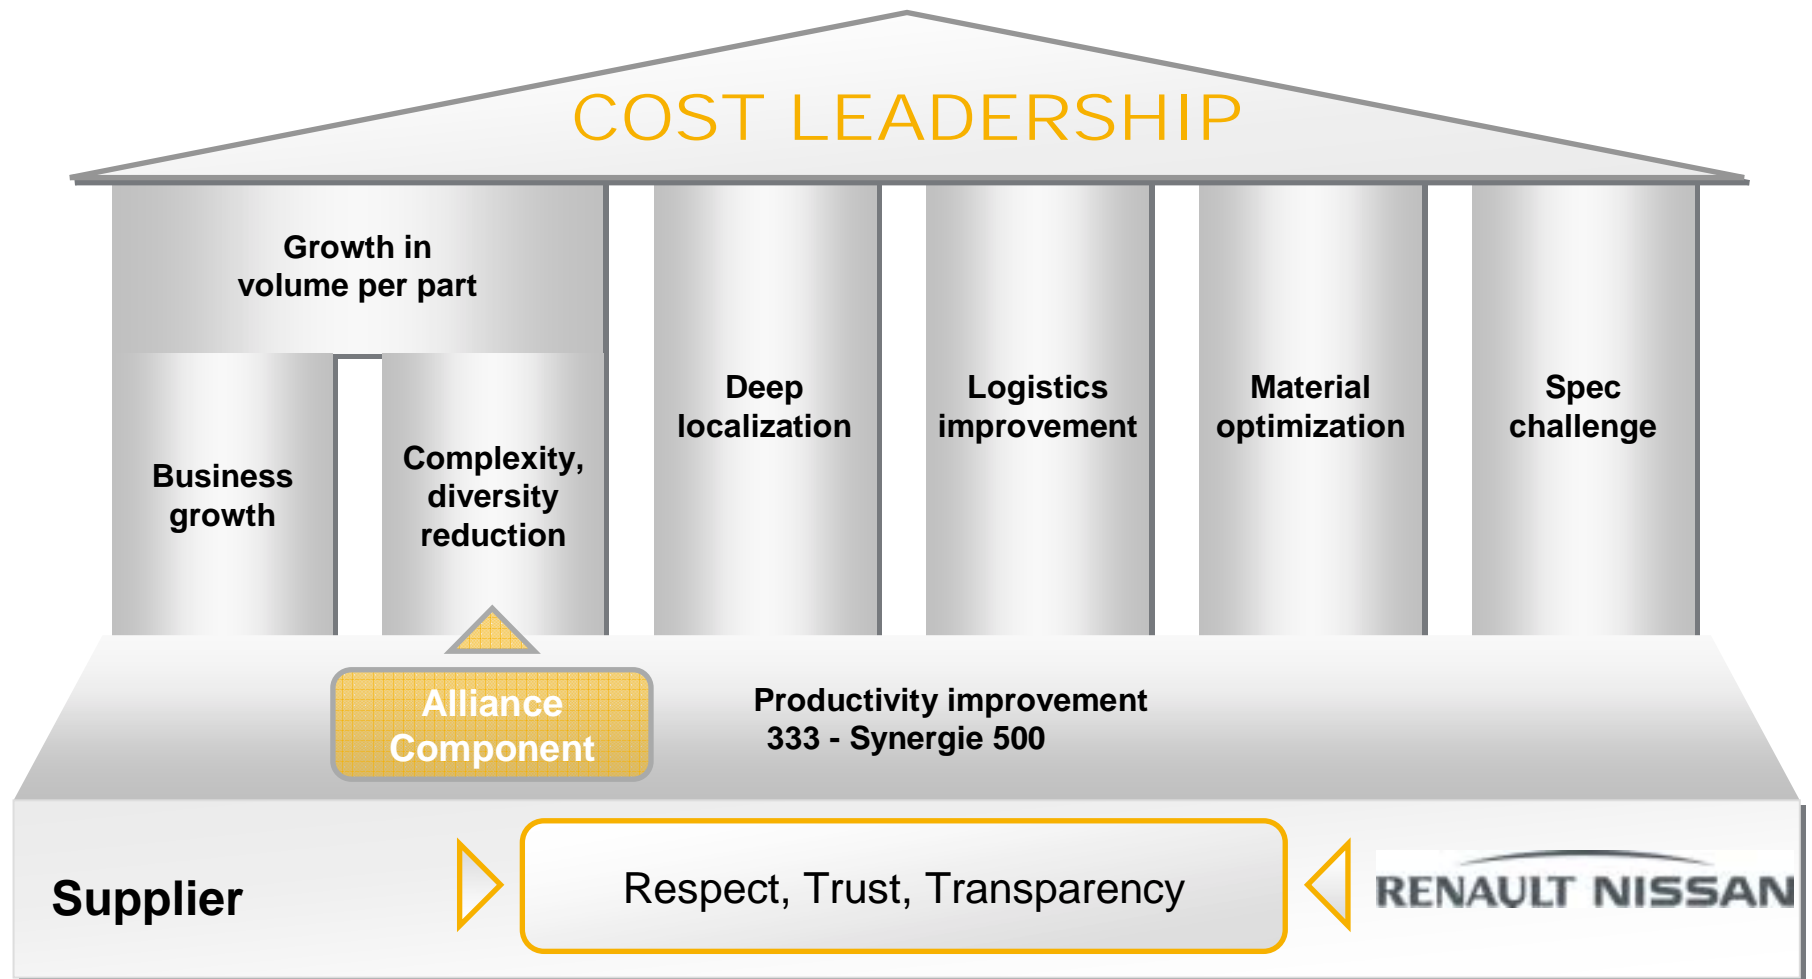 COST LEADERSHIP
Growth in
volume per part
Business
growth
Complexity,
diversity
reduction
Deep
localization
Logistics
improvement
Material
optimization
Spec
challenge
Alliance
Component
Productivity improvement
333 - Synergie 500
Supplier
Respect, Trust, Transparency
RENAULT NISSAN